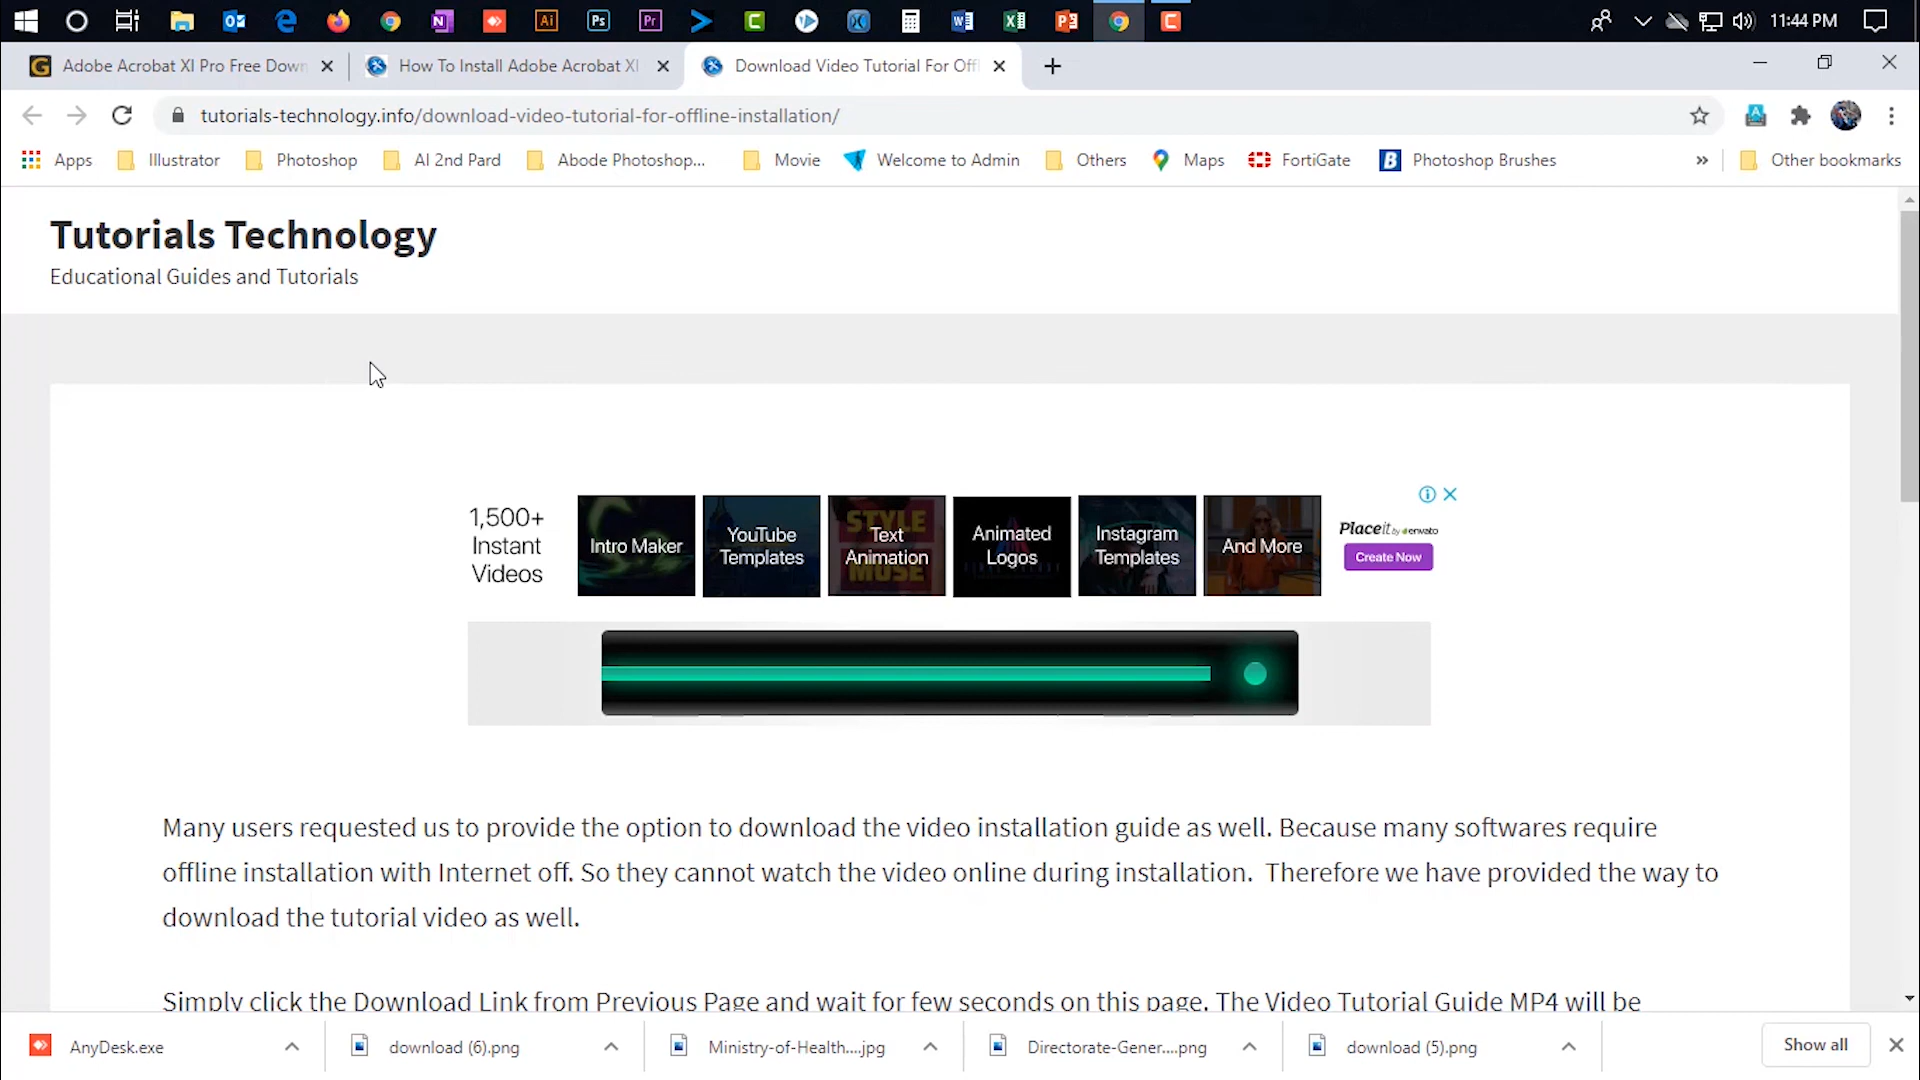 11:44 PM
Adobe Acrobat XI Pro Free Down
How To Install Adobe Acrobat XI
Download Video Tutorial For Off
tutorials-technology.info/download-video-tutorial-for-offline-installation/
Apps Illustrator Photoshop AI 2nd Pard Abode Photoshop... Movie Welcome to Admin Others Maps FortiGate Photoshop Brushes » Other bookmarks
Tutorials Technology
Educational Guides and Tutorials
1,500+
Instant
Videos
Intro Maker
YouTube
Templates
STYLE
Text
Animation
MUSE
Animated
Logos
Instagram
Templates
And More
Placeit by envato
Create Now
Many users requested us to provide the option to download the video installation guide as well. Because many softwares require
offline installation with Internet off. So they cannot watch the video online during installation.  Therefore we have provided the way to
download the tutorial video as well.
Simply click the Download Link from Previous Page and wait for few seconds on this page. The Video Tutorial Guide MP4 will be
AnyDesk.exe download (6).png Ministry-of-Health....jpg Directorate-Gener....png download (5).png Show all